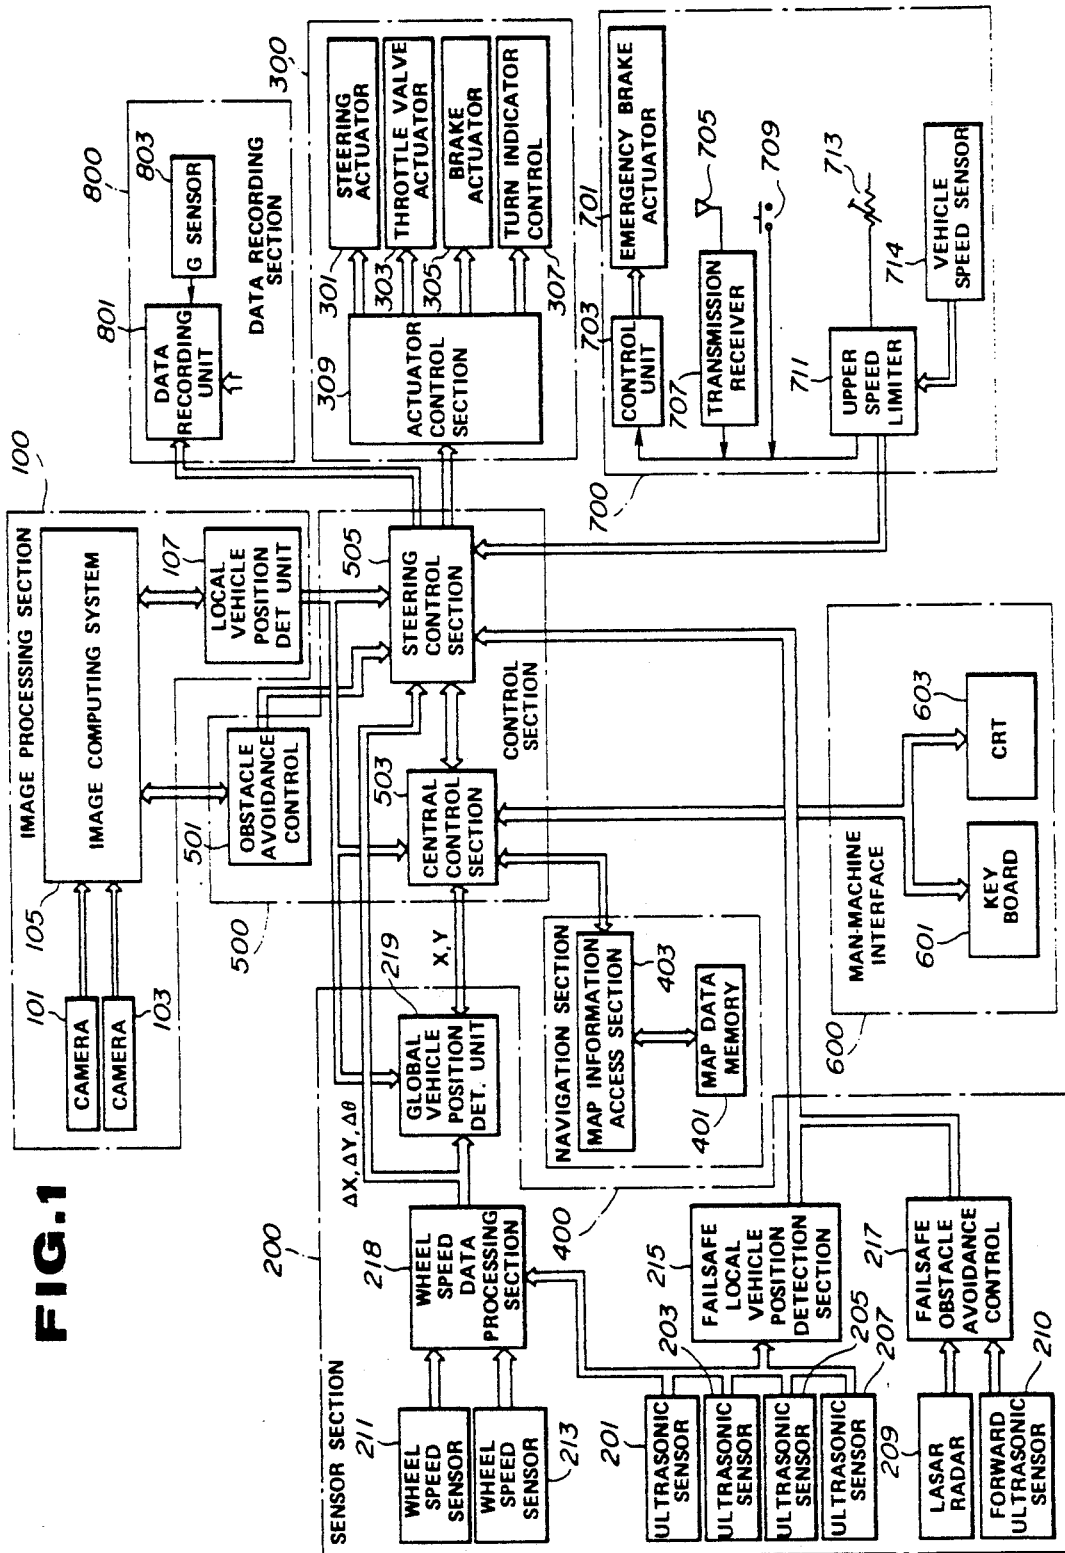 FIG.1
IMAGE PROCESSING SECTION
100
101
CAMERA
CAMERA
103
105
IMAGE COMPUTING SYSTEM
107
LOCAL
VEHICLE
POSITION
DET UNIT
800
801
DATA
RECORDING
UNIT
803
G SENSOR
DATA RECORDING
SECTION
500
501
OBSTACLE
AVOIDANCE
CONTROL
503
CENTRAL
CONTROL
SECTION
505
STEERING
CONTROL
SECTION
CONTROL
SECTION
300
309
ACTUATOR
CONTROL
SECTION
301
STEERING
ACTUATOR
303
THROTTLE VALVE
ACTUATOR
305
BRAKE
ACTUATOR
307
TURN INDICATOR
CONTROL
200
SENSOR SECTION
211
WHEEL
SPEED
SENSOR
WHEEL
SPEED
SENSOR
213
218
WHEEL
SPEED
DATA
PROCESSING
SECTION
ΔX, ΔY, Δθ
219
GLOBAL
VEHICLE
POSITION
DET. UNIT
X, Y
201
ULTRASONIC
SENSOR
203
ULTRASONIC
SENSOR
205
ULTRASONIC
SENSOR
207
ULTRASONIC
SENSOR
215
FAILSAFE
LOCAL
VEHICLE
POSITION
DETECTION
SECTION
209
LASAR
RADAR
210
FORWARD
ULTRASONIC
SENSOR
217
FAILSAFE
OBSTACLE
AVOIDANCE
CONTROL
400
NAVIGATION SECTION
403
MAP INFORMATION
ACCESS SECTION
401
MAP DATA
MEMORY
600
MAN-MACHINE
INTERFACE
601
KEY
BOARD
603
CRT
700
701
EMERGENCY BRAKE
ACTUATOR
703
CONTROL
UNIT
705
707
TRANSMISSION
RECEIVER
709
711
UPPER
SPEED
LIMITER
713
714
VEHICLE
SPEED SENSOR